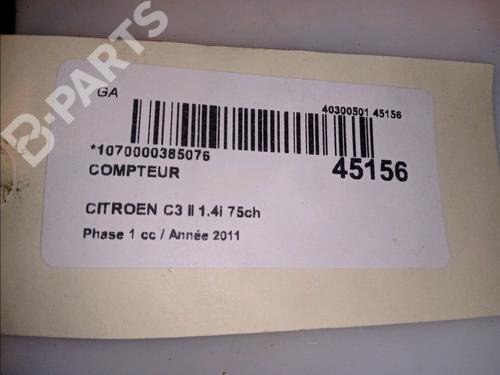 B-PARTS
GA
40300501 45156
*1070000385076
45156
COMPTEUR
CITROEN C3 II 1.4i 75ch
Phase 1 cc / Année 2011